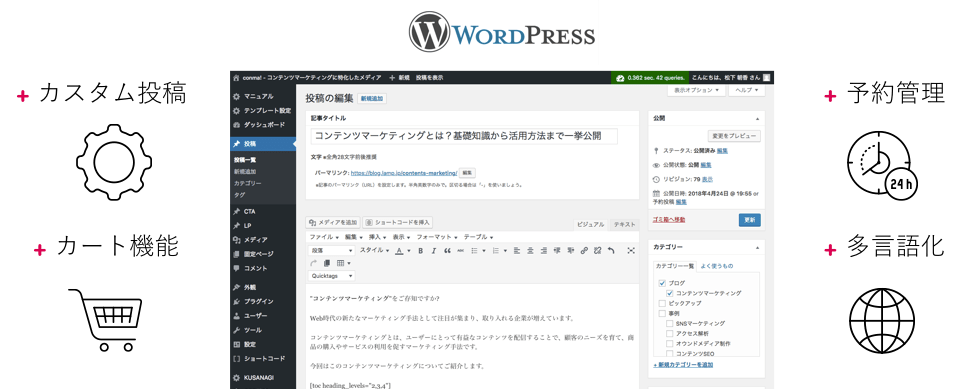 WORDPRESS
+ カスタム投稿
+ カート機能
conma! - コンテンツマーケティングに特化したメディア + 新規 投稿を表示
0.362 sec. 42 queries. こんにちは、松下 朝香 さん
マニュアル
テンプレート設定
ダッシュボード
投稿
投稿一覧
新規追加
カテゴリー
タグ
CTA
LP
メディア
固定ページ
コメント
外観
プラグイン
ユーザー
ツール
設定
ショートコード
KUSANAGI
表示オプション ヘルプ
投稿の編集 新規追加
記事タイトル
コンテンツマーケティングとは？基礎知識から活用方法まで一挙公開
文字 ※全角28文字前後推奨
パーマリンク: https://blog.lamp.jp/contents-marketing/ 編集
※記事のパーマリンク（URL）を設定します。半角英数字のみで、区切る場合は「-」を使いましょう。
メディアを追加 [] ショートコードを挿入
ビジュアル テキスト
ファイル 編集 挿入 表示 フォーマット テーブル
段落 スタイル A B I ABC
Quicktags
"コンテンツマーケティング"をご存知ですか?
Web時代の新たなマーケティング手法として注目が集まり、取り入れる企業が増えています。
コンテンツマーケティングとは、ユーザーにとって有益なコンテンツを配信することで、顧客のニーズを育て、商
品の購入やサービスの利用を促すマーケティング手法です。
今回はこのコンテンツマーケティングについてご紹介します。
[toc heading_levels="2,3,4"]
公開
変更をプレビュー
ステータス: 公開済み 編集
公開状態: 公開 編集
リビジョン: 79 表示
公開日時: 2018年4月24日 @ 19:55 or
予約投稿 編集
ゴミ箱へ移動 更新
カテゴリー
カテゴリー一覧 よく使うもの
ブログ
コンテンツマーケティング
ピックアップ
事例
SNSマーケティング
アクセス解析
オウンドメディア制作
コンテンツSEO
+ 新規カテゴリーを追加
+ 予約管理
24h
+ 多言語化